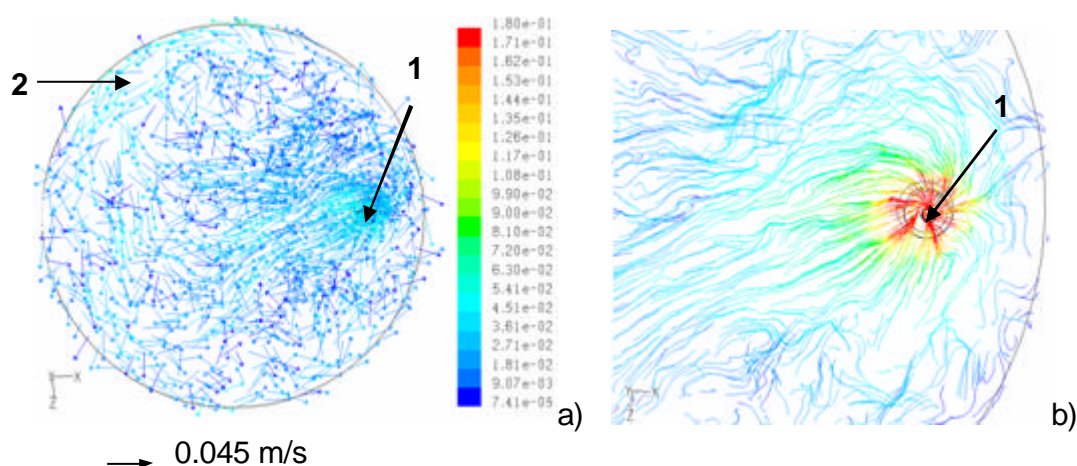 2
1
1.80e-01
1.71e-01
1.62e-01
1.53e-01
1.44e-01
1.35e-01
1.26e-01
1.17e-01
1.08e-01
9.90e-02
9.00e-02
8.10e-02
7.20e-02
6.30e-02
5.41e-02
4.51e-02
3.61e-02
2.71e-02
1.81e-02
9.07e-03
7.41e-05
Y X
Z
a)
0.045 m/s
1
Y X
Z
b)